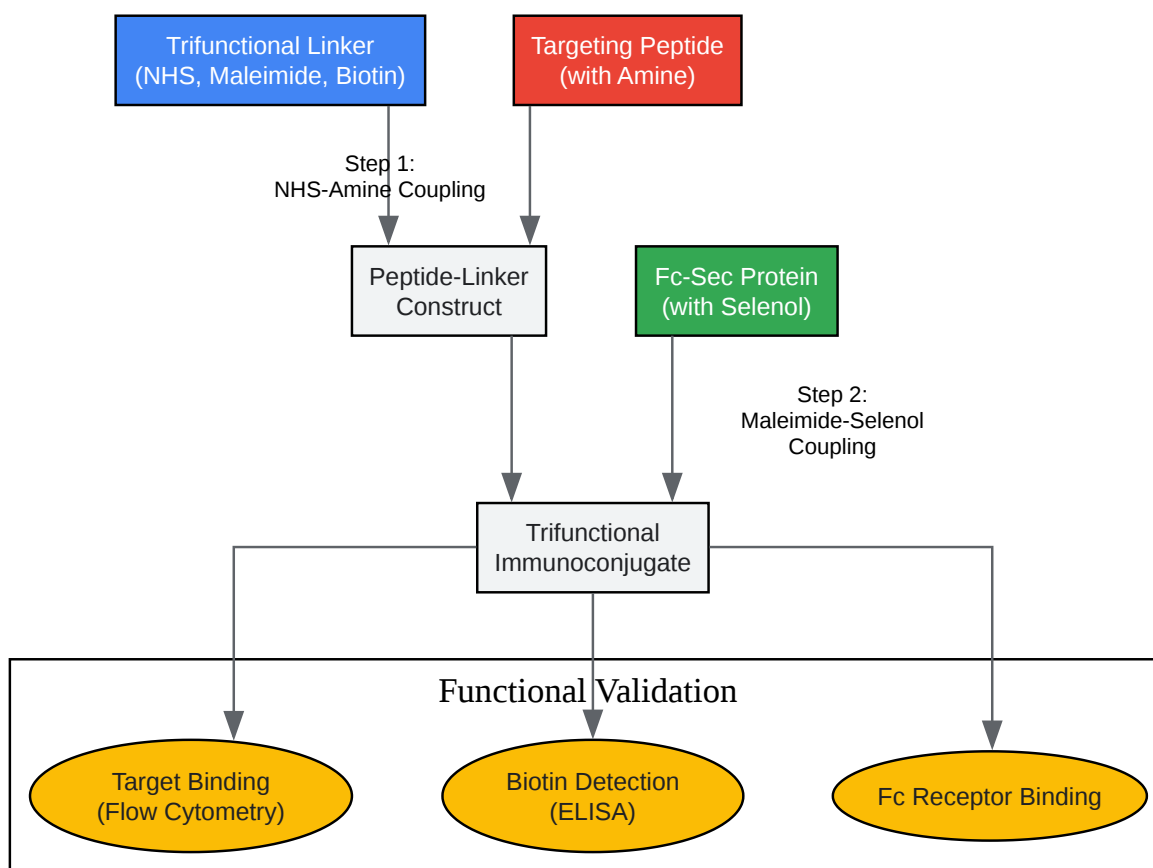 Trifunctional Linker
(NHS, Maleimide, Biotin)
Targeting Peptide
(with Amine)
Step 1:
NHS-Amine Coupling
Peptide-Linker
Construct
Fc-Sec Protein
(with Selenol)
Step 2:
Maleimide-Selenol
Coupling
Trifunctional
Immunoconjugate
Functional Validation
Target Binding
(Flow Cytometry)
Biotin Detection
(ELISA)
Fc Receptor Binding